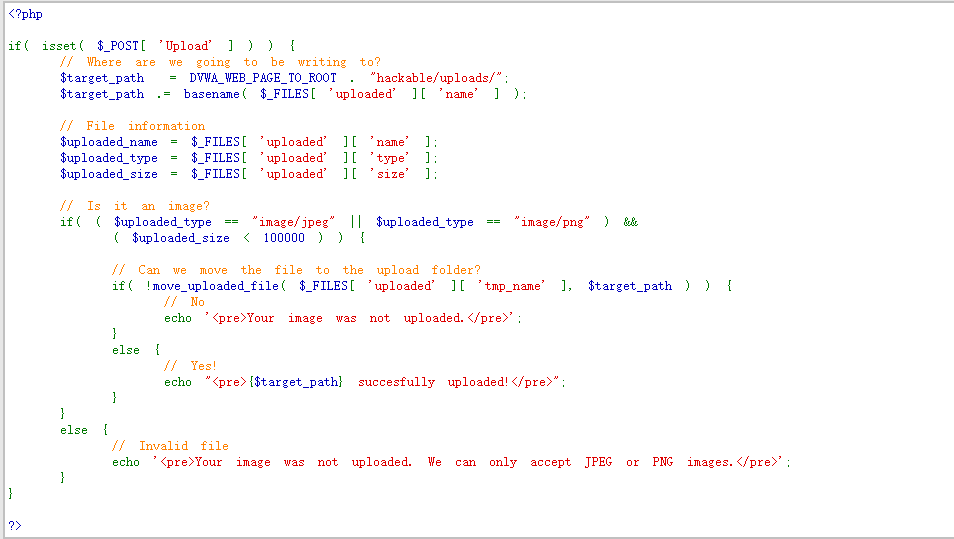 <?php
if( isset( $_POST[ 'Upload' ] ) ) {
// Where are we going to be writing to?
$target_path = DVWA_WEB_PAGE_TO_ROOT . "hackable/uploads/";
$target_path .= basename( $_FILES[ 'uploaded' ][ 'name' ] );
// File information
$uploaded_name = $_FILES[ 'uploaded' ][ 'name' ];
$uploaded_type = $_FILES[ 'uploaded' ][ 'type' ];
$uploaded_size = $_FILES[ 'uploaded' ][ 'size' ];
// Is it an image?
if( ( $uploaded_type == "image/jpeg" || $uploaded_type == "image/png" ) &&
( $uploaded_size < 100000 ) ) {
// Can we move the file to the upload folder?
if( !move_uploaded_file( $_FILES[ 'uploaded' ][ 'tmp_name' ], $target_path ) ) {
// No
echo '<pre>Your image was not uploaded.</pre>';
}
else {
// Yes!
echo "<pre>{$target_path} succesfully uploaded!</pre>";
}
}
else {
// Invalid file
echo '<pre>Your image was not uploaded. We can only accept JPEG or PNG images.</pre>';
}
}
?>